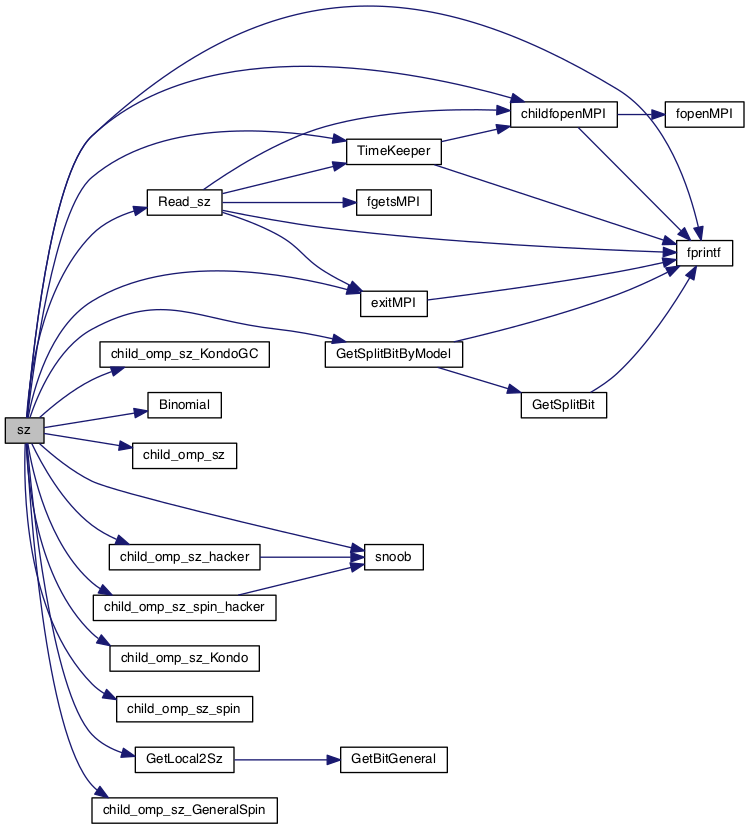 childfopenMPI
fopenMPI
TimeKeeper
Read_sz
fgetsMPI
fprintf
exitMPI
child_omp_sz_KondoGC
GetSplitBitByModel
Binomial
GetSplitBit
sz
child_omp_sz
child_omp_sz_hacker
snoob
child_omp_sz_spin_hacker
child_omp_sz_Kondo
child_omp_sz_spin
GetLocal2Sz
GetBitGeneral
child_omp_sz_GeneralSpin